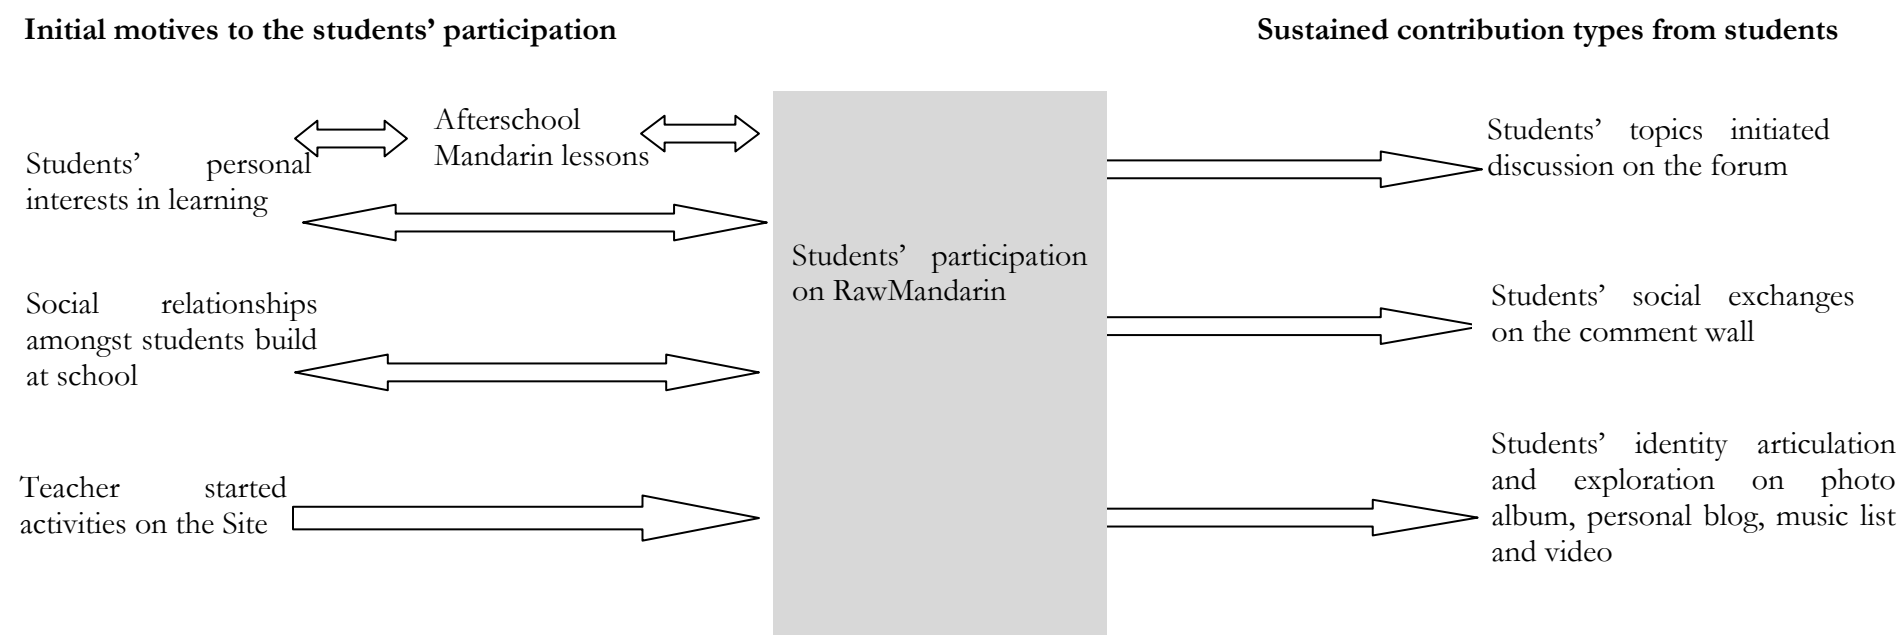 Initial motives to the students’ participation
Sustained contribution types from students
Afterschool
Mandarin lessons
Students’ personal
interests in learning
Social relationships
amongst students build
at school
Teacher started
activities on the Site
Students’ participation
on RawMandarin
Students’ topics initiated
discussion on the forum
Students’ social exchanges
on the comment wall
Students’ identity articulation
and exploration on photo
album, personal blog, music list
and video